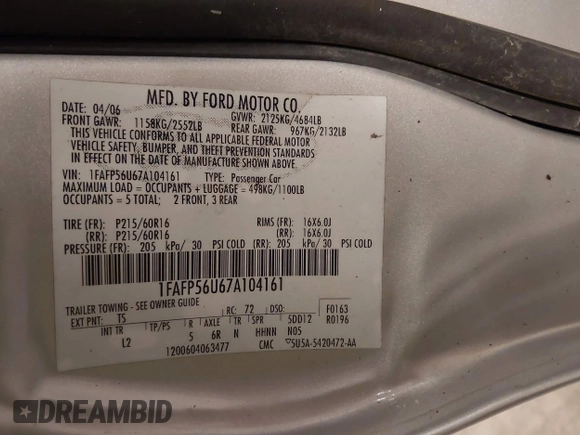 MFD. BY FORD MOTOR CO.
DATE: 04/06 GVWR: 2125KG/4684LB
FRONT GAWR: 1158KG/2552LB REAR GAWR: 967KG/2132LB
THIS VEHICLE CONFORMS TO ALL APPLICABLE FEDERAL MOTOR
VEHICLE SAFETY, BUMPER, AND THEFT PREVENTION STANDARDS
IN EFFECT ON THE DATE OF MANUFACTURE SHOWN ABOVE.
VIN: 1FAFP56U67A104161 TYPE: Passenger Car
MAXIMUM LOAD = OCCUPANTS + LUGGAGE = 498KG/1100LB
OCCUPANTS = 5 TOTAL; 2 FRONT, 3 REAR
TIRE (FR): P215/60R16 RIMS (FR): 16X6.0J
(RR): P215/60R16 (RR): 16X6.0J
PRESSURE (FR): 205 kPa/ 30 PSI COLD (RR): 205 kPa/ 30 PSI COLD
1FAFP56U67A104161
TRAILER TOWING - SEE OWNER GUIDE RC: 72 DSO: F0163
EXT PNT: TS R0196
INT TR TP/PS R AXLE TR SPR 5DD12
L2 5 6R N HHNN N05
1200604063477 CMC ▽5U5A-5420472-AA
DREAMBID